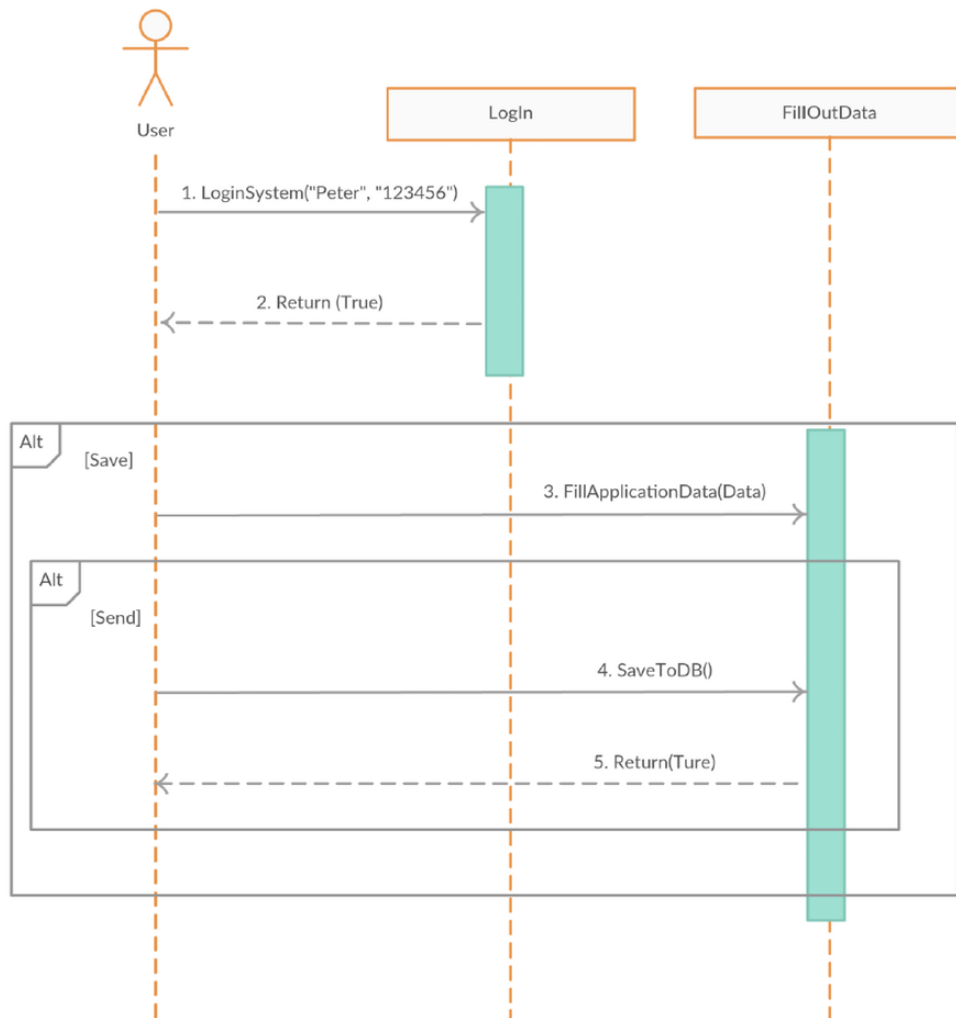 User
LogIn
FillOutData
1. LoginSystem("Peter", "123456")
2. Return (True)
Alt
[Save]
3. FillApplicationData(Data)
Alt
[Send]
4. SaveToDB()
5. Return(Ture)